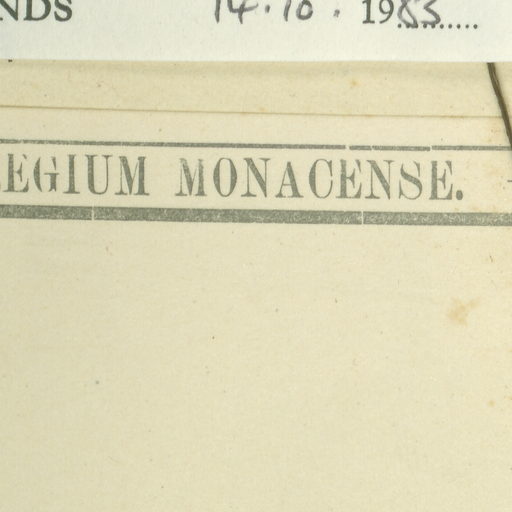 NDS 14.10. 1983
EGIUM MONACENSE.